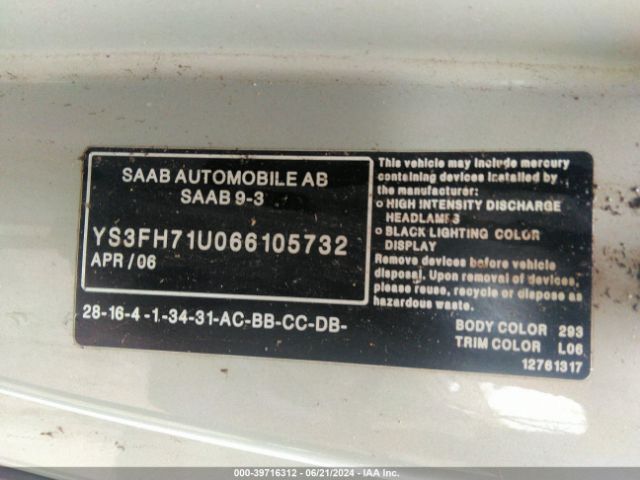 SAAB AUTOMOBILE AB
SAAB 9-3
YS3FH71U066105732
APR/06
28-16-4 -1-34-31-AC-BB-CC-DB-
This vehicle may include mercury
containing devices installed by
the manufacturer:
o HIGH INTENSITY DISCHARGE
HEADLAMPS
o BLACK LIGHTING COLOR
DISPLAY
Remove devices before vehicle
disposal. Upon removal of devices,
please reuse, recycle or dispose as
hazardous waste.
BODY COLOR 293
TRIM COLOR L06
12761317
000-39716312 - 06/21/2024 - IAA Inc.